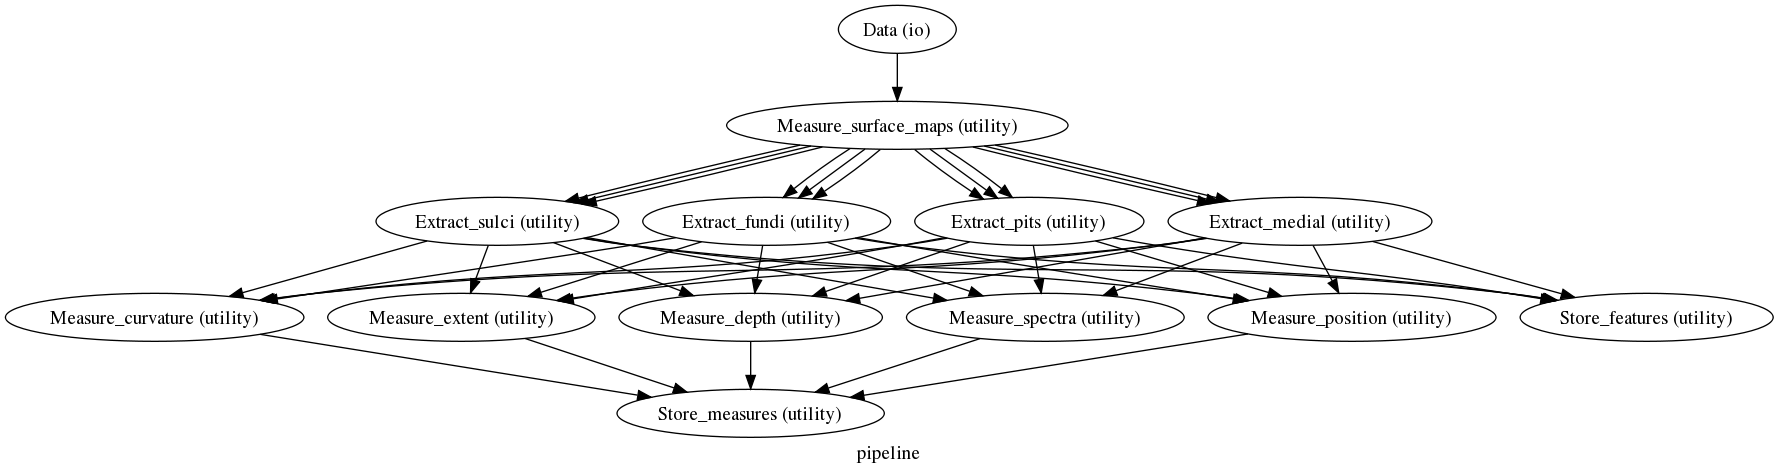 Data (io)
Measure_surface_maps (utility)
Extract_sulci (utility)
Extract_fundi (utility)
Extract_pits (utility)
Extract_medial (utility)
Measure_curvature (utility)
Measure_extent (utility)
Measure_depth (utility)
Measure_spectra (utility)
Measure_position (utility)
Store_features (utility)
Store_measures (utility)
pipeline